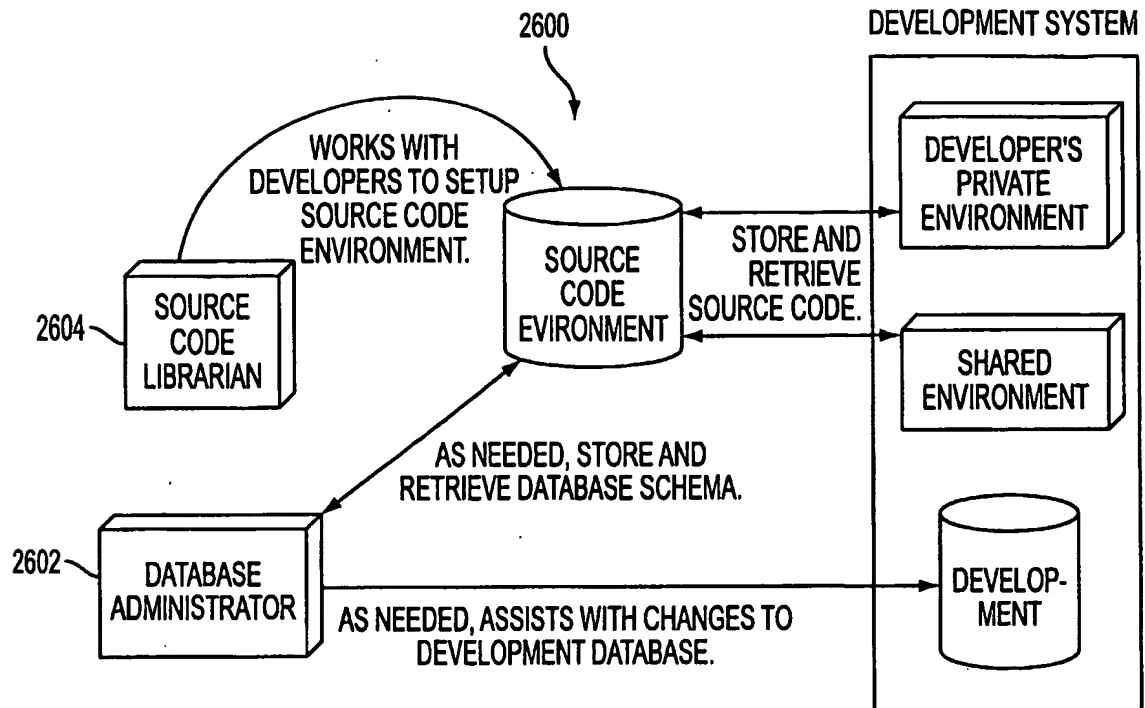 2600
DEVELOPMENT SYSTEM
WORKS WITH
DEVELOPERS TO SETUP
SOURCE CODE
ENVIRONMENT.
DEVELOPER'S
PRIVATE
ENVIRONMENT
SOURCE
CODE
EVIRONMENT
STORE AND
RETRIEVE
SOURCE CODE.
2604
SOURCE
CODE
LIBRARIAN
SHARED
ENVIRONMENT
AS NEEDED, STORE AND
RETRIEVE DATABASE SCHEMA.
2602
DATABASE
ADMINISTRATOR
DEVELOP-
MENT
AS NEEDED, ASSISTS WITH CHANGES TO
DEVELOPMENT DATABASE.